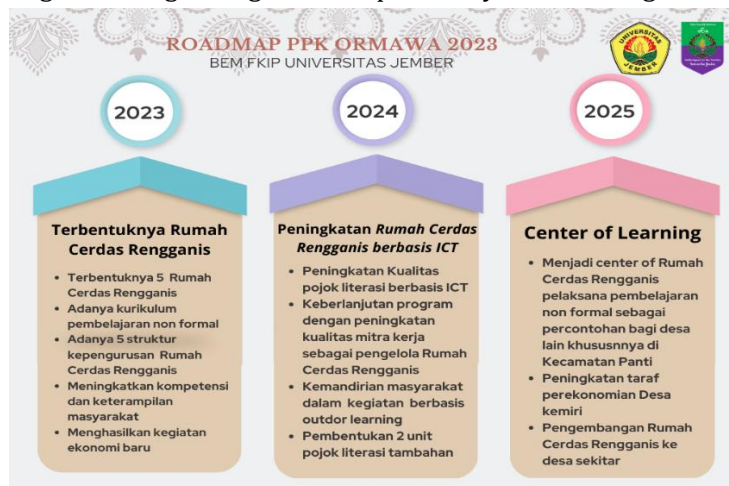 ROADMAP PPK ORMAWA 2023
BEM FKIP UNIVERSITAS JEMBER
UNIVERSITAS
JEMBER
2023
Terbentuknya Rumah
Cerdas Rengganis
• Terbentuknya 5 Rumah
Cerdas Rengganis
• Adanya kurikulum
pembelajaran non formal
• Adanya 5 struktur
kepengurusan Rumah
Cerdas Rengganis
• Meningkatkan kompetensi
dan keterampilan
masyarakat
• Menghasilkan kegiatan
ekonomi baru
2024
Peningkatan Rumah Cerdas
Rengganis berbasis ICT
• Peningkatan Kualitas
pojok literasi berbasis ICT
• Keberlanjutan program
dengan peningkatan
kualitas mitra kerja
sebagai pengelola Rumah
Cerdas Rengganis
• Kemandirian masyarakat
dalam kegiatan berbasis
outdor learning
• Pembentukan 2 unit
pojok literasi tambahan
2025
Center of Learning
• Menjadi center of Rumah
Cerdas Rengganis
pelaksana pembelajaran
non formal sebagai
percontohan bagi desa
lain khususnnya di
Kecamatan Panti
• Peningkatan taraf
perekonomian Desa
kemiri
• Pengembangan Rumah
Cerdas Rengganis ke
desa sekitar